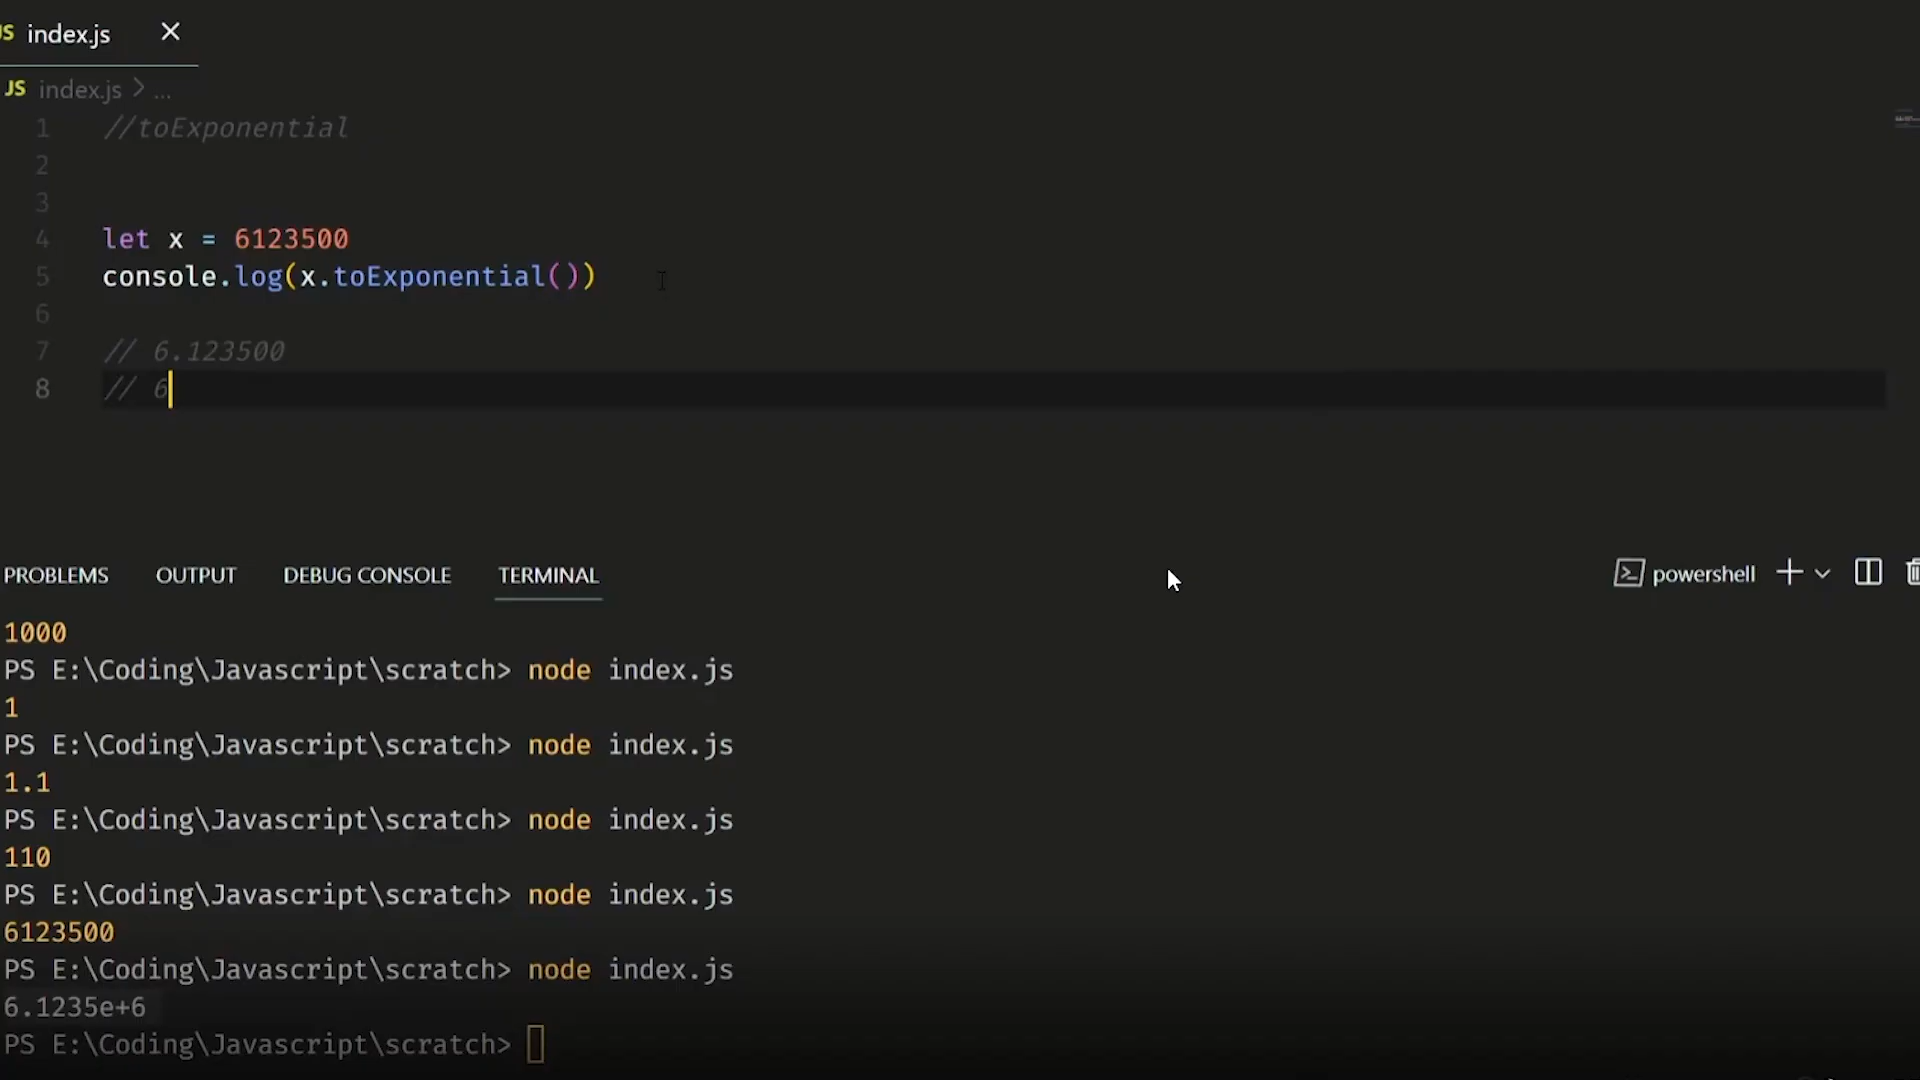 JS index.js
JS index.js > ...
1 //toExponential
2
3
4 let x = 6123500
5 console.log(x.toExponential())
6
7 // 6.123500
8 // 6
PROBLEMS OUTPUT DEBUG CONSOLE TERMINAL powershell
1000
PS E:\Coding\Javascript\scratch> node index.js
1
PS E:\Coding\Javascript\scratch> node index.js
1.1
PS E:\Coding\Javascript\scratch> node index.js
110
PS E:\Coding\Javascript\scratch> node index.js
6123500
PS E:\Coding\Javascript\scratch> node index.js
6.1235e+6
PS E:\Coding\Javascript\scratch>